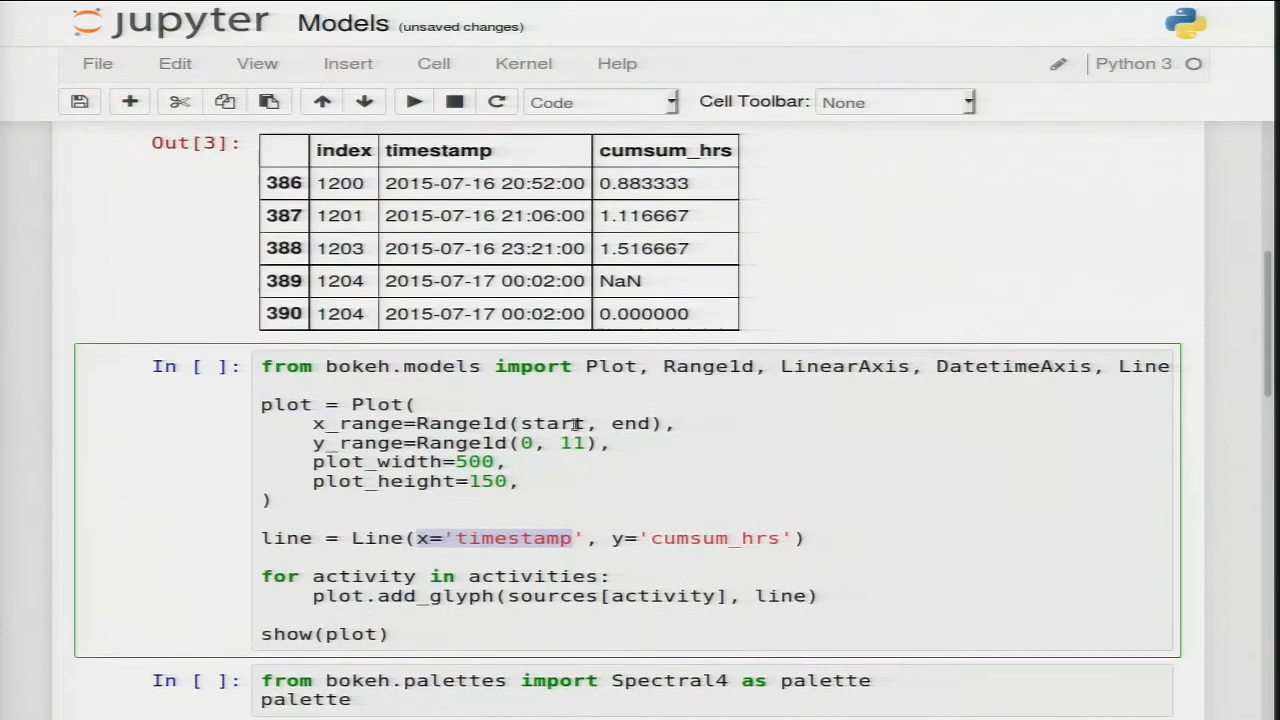 jupyter Models (unsaved changes)
File Edit View Insert Cell Kernel Help Python 3
Code Cell Toolbar: None
Out[3]:
index timestamp cumsum_hrs
386 1200 2015-07-16 20:52:00 0.883333
387 1201 2015-07-16 21:06:00 1.116667
388 1203 2015-07-16 23:21:00 1.516667
389 1204 2015-07-17 00:02:00 NaN
390 1204 2015-07-17 00:02:00 0.000000
In [ ]: from bokeh.models import Plot, Range1d, LinearAxis, DatetimeAxis, Line
plot = Plot(
x_range=Range1d(start, end),
y_range=Range1d(0, 11),
plot_width=500,
plot_height=150,
)
line = Line(x='timestamp', y='cumsum_hrs')
for activity in activities:
plot.add_glyph(sources[activity], line)
show(plot)
In [ ]: from bokeh.palettes import Spectral4 as palette
palette